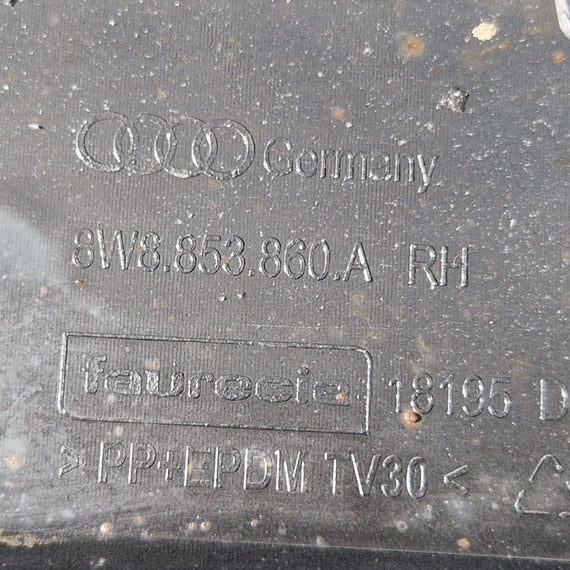 Germany
8W8.853.860.A RH
faurecia 18195 D
> PP+EPDM TV30 <